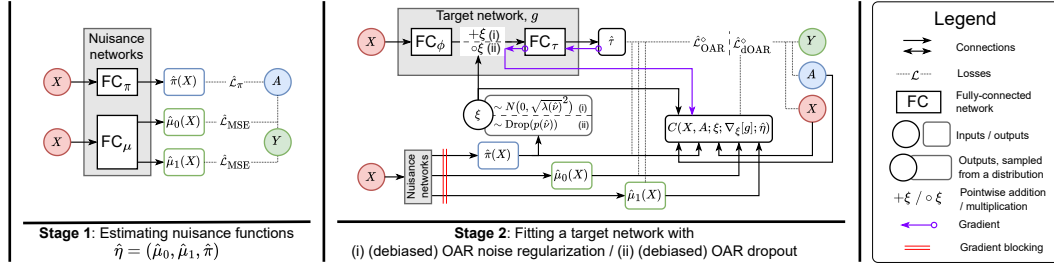 Nuisance
networks
X
FC_π
π̂(X)
ℒ̂_π
A
X
FC_μ
μ̂_0(X)
ℒ̂_MSE
μ̂_1(X)
ℒ̂_MSE
Y
Stage 1: Estimating nuisance functions
η̂ = (μ̂_0, μ̂_1, π̂)
Target network, g
X
FC_ϕ
+ξ (i)
∘ξ (ii)
FC_τ
τ̂
ℒ̂^⋄_OAR
ℒ̂^⋄_dOAR
Y
A
X
ξ
∼ N(0, √λ(ν̂)²) (i)
∼ Drop(p(ν̂)) (ii)
C(X, A; ξ; ∇_ξ[g]; η̂)
X
Nuisance
networks
π̂(X)
μ̂_0(X)
μ̂_1(X)
Stage 2: Fitting a target network with
(i) (debiased) OAR noise regularization / (ii) (debiased) OAR dropout
Legend
Connections
ℒ
Losses
FC
Fully-connected
network
Inputs / outputs
Outputs, sampled
from a distribution
+ξ / ∘ξ
Pointwise addition
/ multiplication
Gradient
Gradient blocking